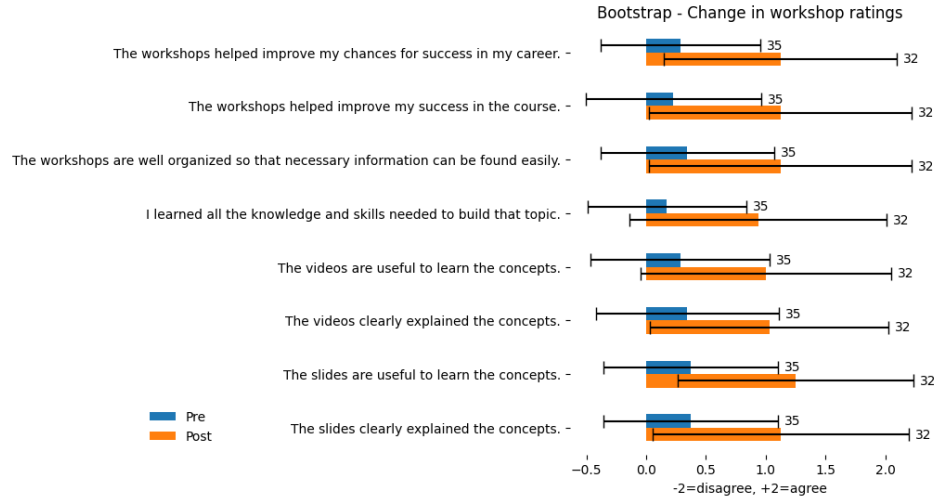 Bootstrap - Change in workshop ratings
The workshops helped improve my chances for success in my career.
35
32
The workshops helped improve my success in the course.
35
32
The workshops are well organized so that necessary information can be found easily.
35
32
I learned all the knowledge and skills needed to build that topic.
35
32
The videos are useful to learn the concepts.
35
32
The videos clearly explained the concepts.
35
32
The slides are useful to learn the concepts.
35
32
The slides clearly explained the concepts.
35
32
Pre
Post
−0.5 0.0 0.5 1.0 1.5 2.0
-2=disagree, +2=agree